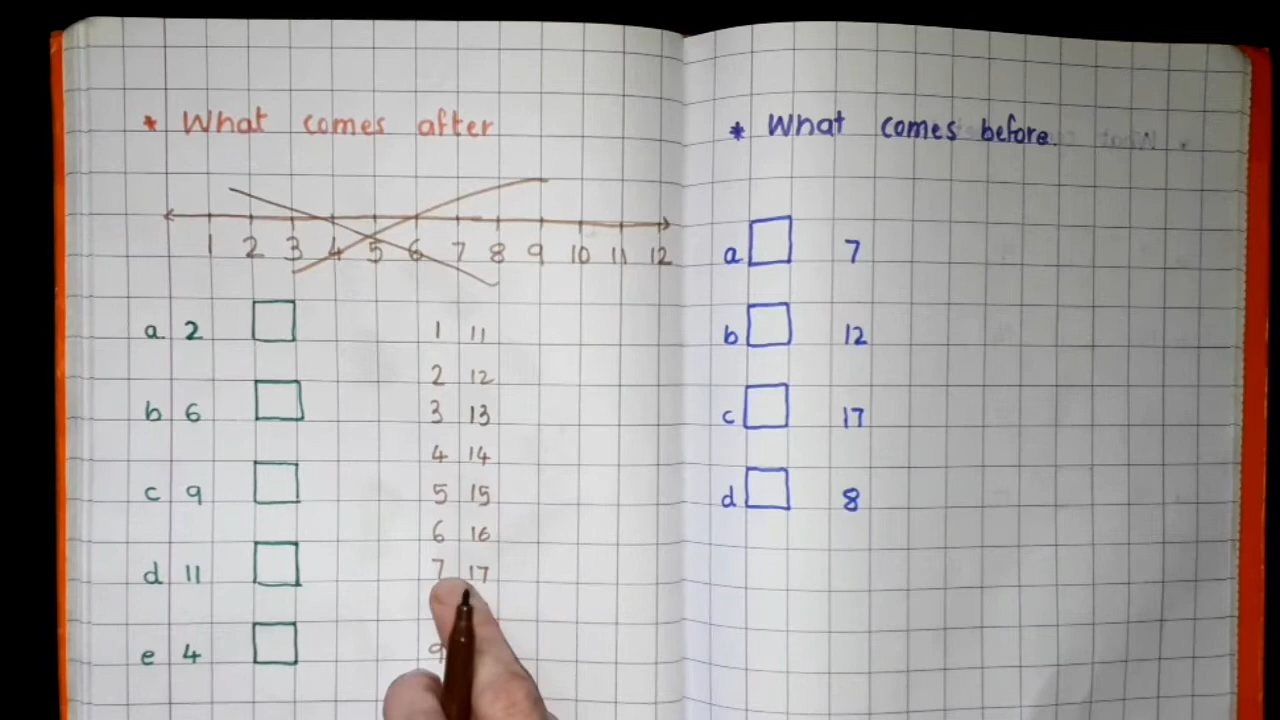 * What comes after
1 2 3 4 5 6 7 8 9 10 11 12
a 2
b 6
c 9
d 11
e 4
1 11
2 12
3 13
4 14
5 15
6 16
7 17
9
* What comes before
a 7
b 12
c 17
d 8